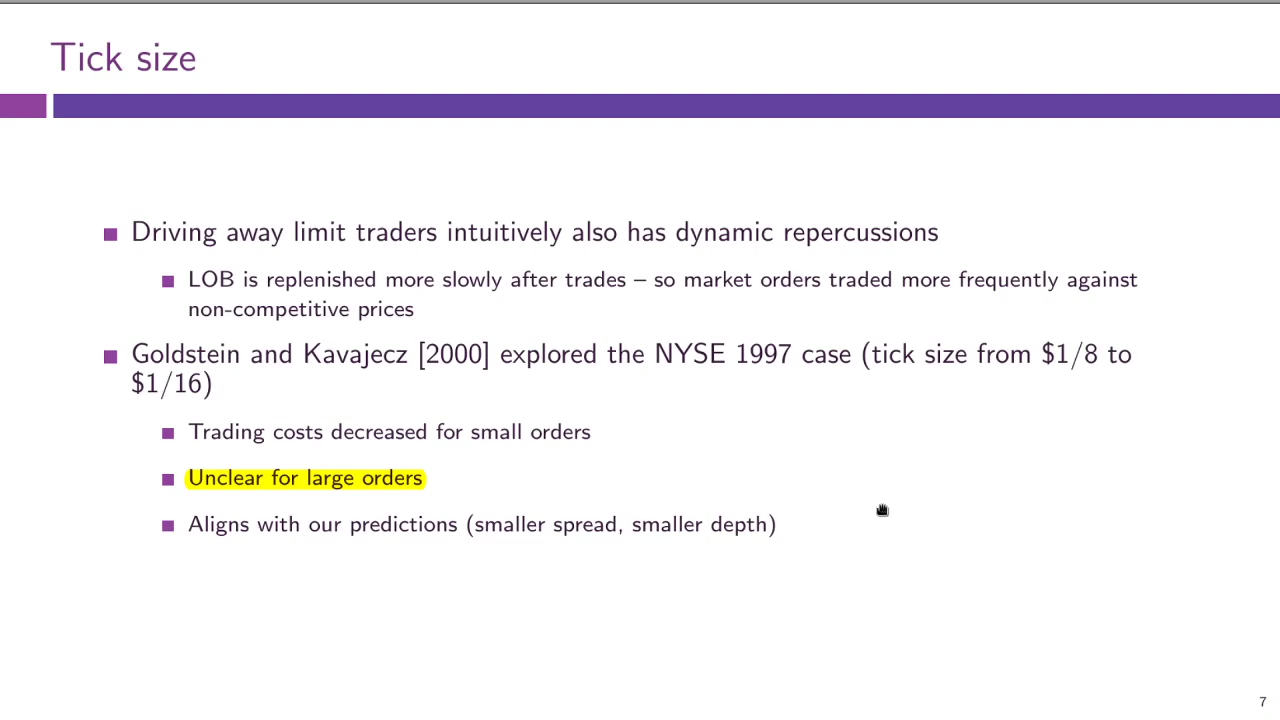 Tick size
Driving away limit traders intuitively also has dynamic repercussions
LOB is replenished more slowly after trades – so market orders traded more frequently against
non-competitive prices
Goldstein and Kavajecz [2000] explored the NYSE 1997 case (tick size from $1/8 to
$1/16)
Trading costs decreased for small orders
Unclear for large orders
Aligns with our predictions (smaller spread, smaller depth)
7